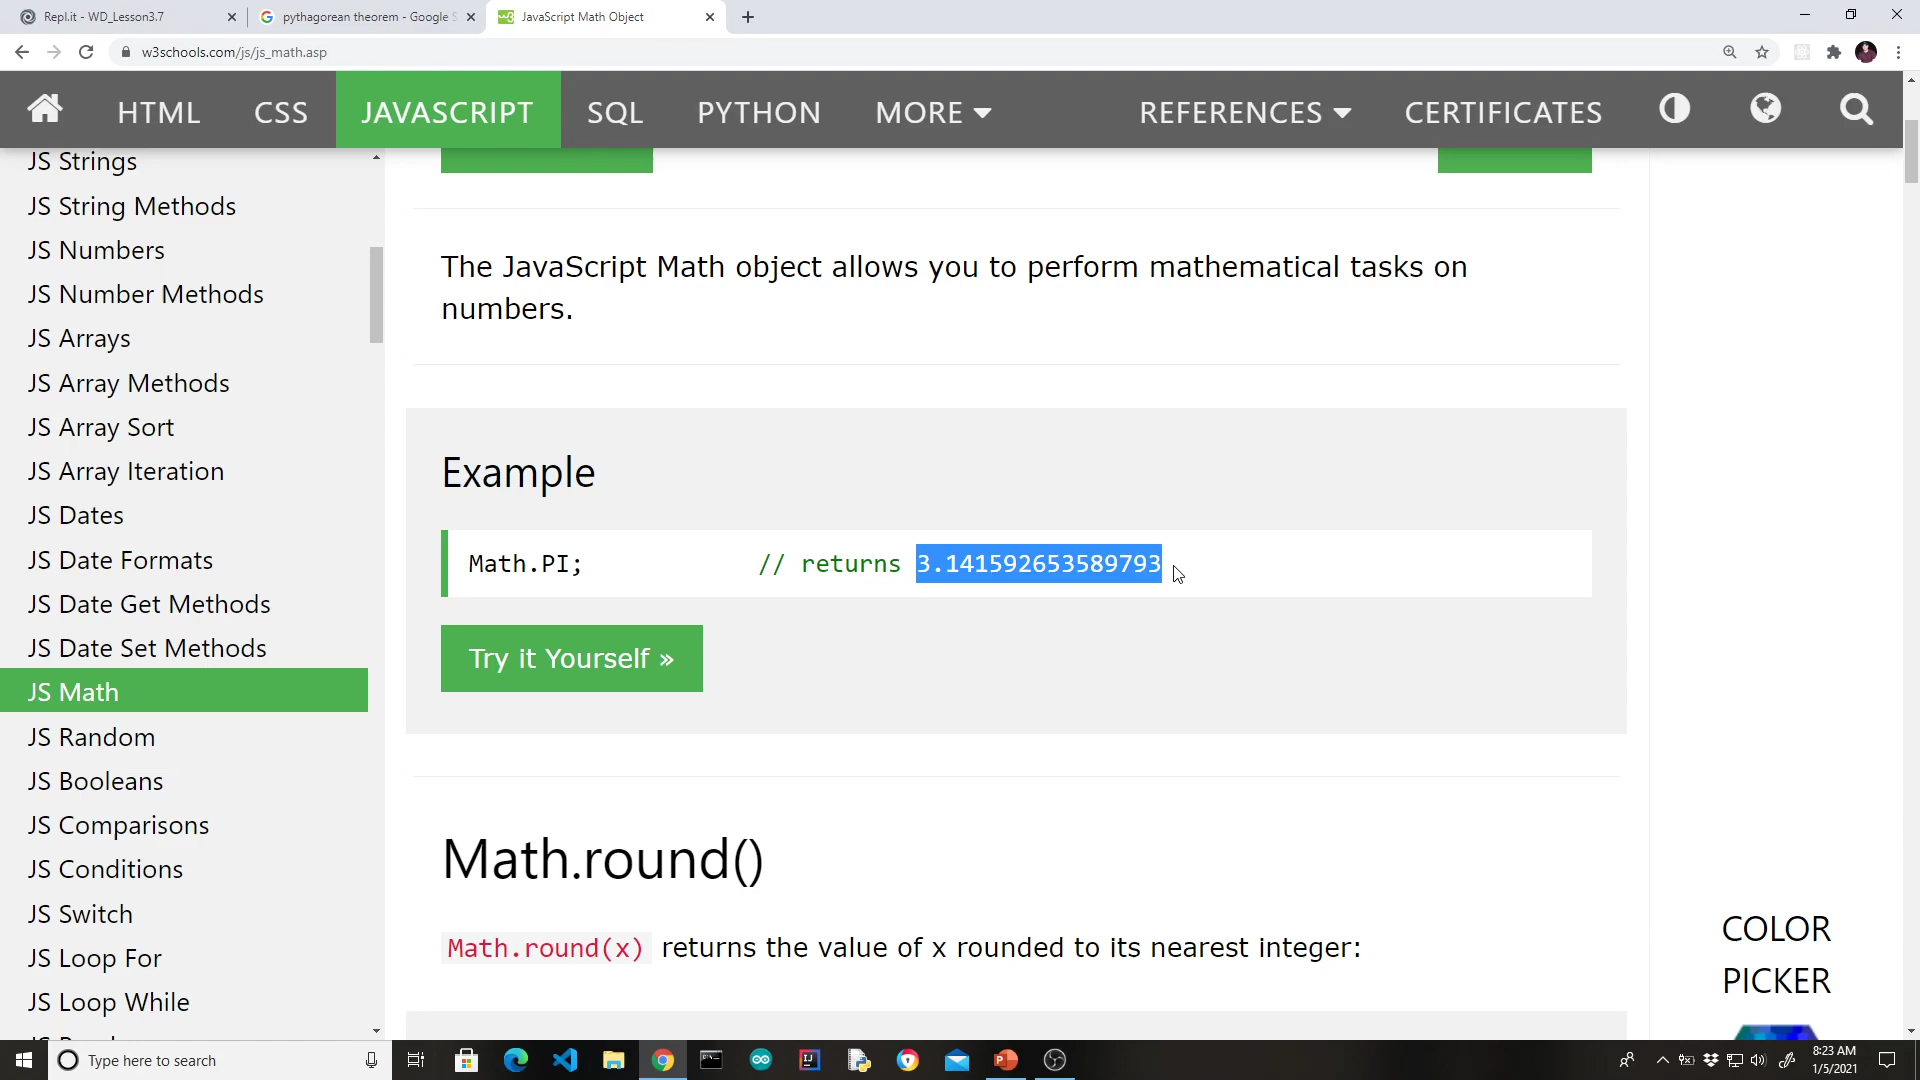 Repl.it - WD_Lesson3.7
pythagorean theorem - Google S
JavaScript Math Object
w3schools.com/js/js_math.asp
HTML
CSS
JAVASCRIPT
SQL
PYTHON
MORE
REFERENCES
CERTIFICATES
JS Strings
JS String Methods
JS Numbers
JS Number Methods
JS Arrays
JS Array Methods
JS Array Sort
JS Array Iteration
JS Dates
JS Date Formats
JS Date Get Methods
JS Date Set Methods
JS Math
JS Random
JS Booleans
JS Comparisons
JS Conditions
JS Switch
JS Loop For
JS Loop While
The JavaScript Math object allows you to perform mathematical tasks on
numbers.
Example
Math.PI; // returns 3.141592653589793
Try it Yourself »
Math.round()
Math.round(x) returns the value of x rounded to its nearest integer:
COLOR
PICKER
Type here to search
8:23 AM
1/5/2021